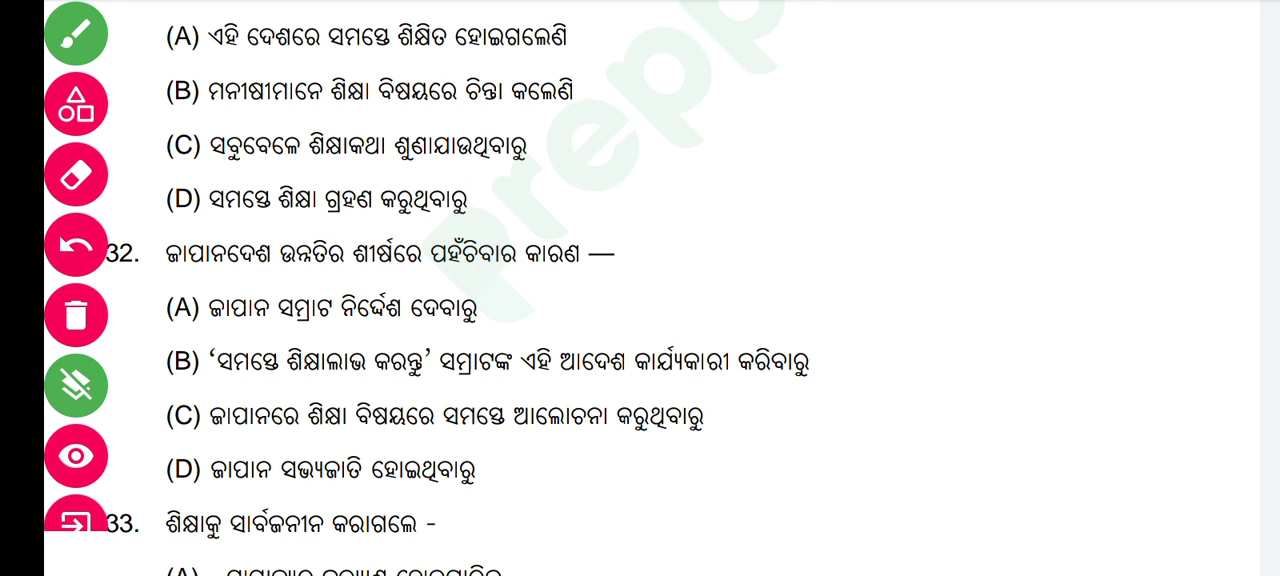 (A) ଏହି ଦେଶରେ ସମସ୍ତେ ଶିକ୍ଷିତ ହୋଇଗଲେଣି
(B) ମନୀଷୀମାନେ ଶିକ୍ଷା ବିଷୟରେ ଚିନ୍ତା କଲେଣି
(C) ସବୁବେଳେ ଶିକ୍ଷାକଥା ଶୁଣାଯାଉଥିବାରୁ
(D) ସମସ୍ତେ ଶିକ୍ଷା ଗ୍ରହଣ କରୁଥିବାରୁ
32. ଜାପାନଦେଶ ଉନ୍ନତିର ଶୀର୍ଷରେ ପହଁଚିବାର କାରଣ —
(A) ଜାପାନ ସମ୍ରାଟ ନିର୍ଦ୍ଦେଶ ଦେବାରୁ
(B) ‘ସମସ୍ତେ ଶିକ୍ଷାଲାଭ କରନ୍ତୁ’ ସମ୍ରାଟଙ୍କ ଏହି ଆଦେଶ କାର୍ଯ୍ୟକାରୀ କରିବାରୁ
(C) ଜାପାନରେ ଶିକ୍ଷା ବିଷୟରେ ସମସ୍ତେ ଆଲୋଚନା କରୁଥିବାରୁ
(D) ଜାପାନ ସଭ୍ୟଜାତି ହୋଇଥିବାରୁ
33. ଶିକ୍ଷାକୁ ସାର୍ବଜନୀନ କରାଗଲେ -
(A)
prepp